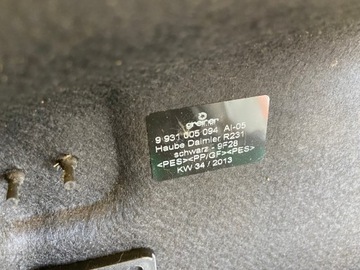 greiner
9 931 005 094 AI-05
Haube Daimler R231
schwarz - 9F28
<PES><PP/GF><PES>
KW 34 / 2013